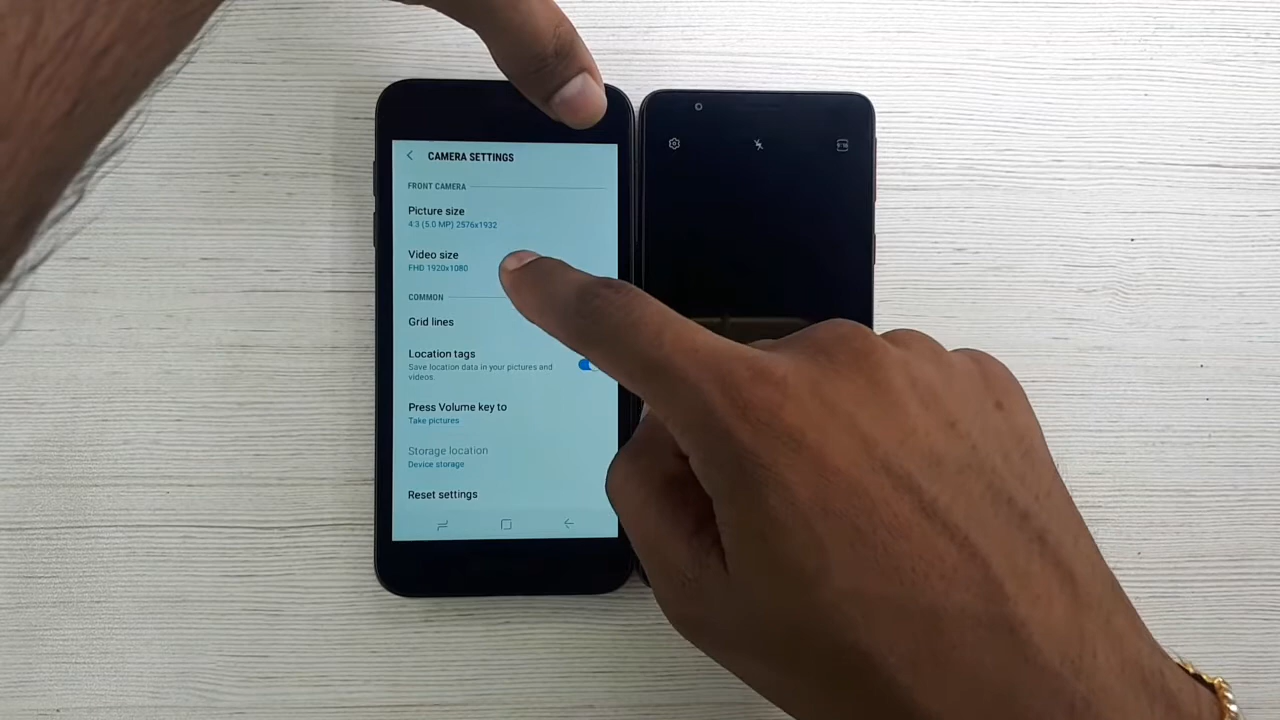 CAMERA SETTINGS
FRONT CAMERA
Picture size
4:3 (5.0 MP) 2576x1932
Video size
FHD 1920x1080
COMMON
Grid lines
Location tags
Save location data in your pictures and
videos.
Press Volume key to
Take pictures
Storage location
Device storage
Reset settings